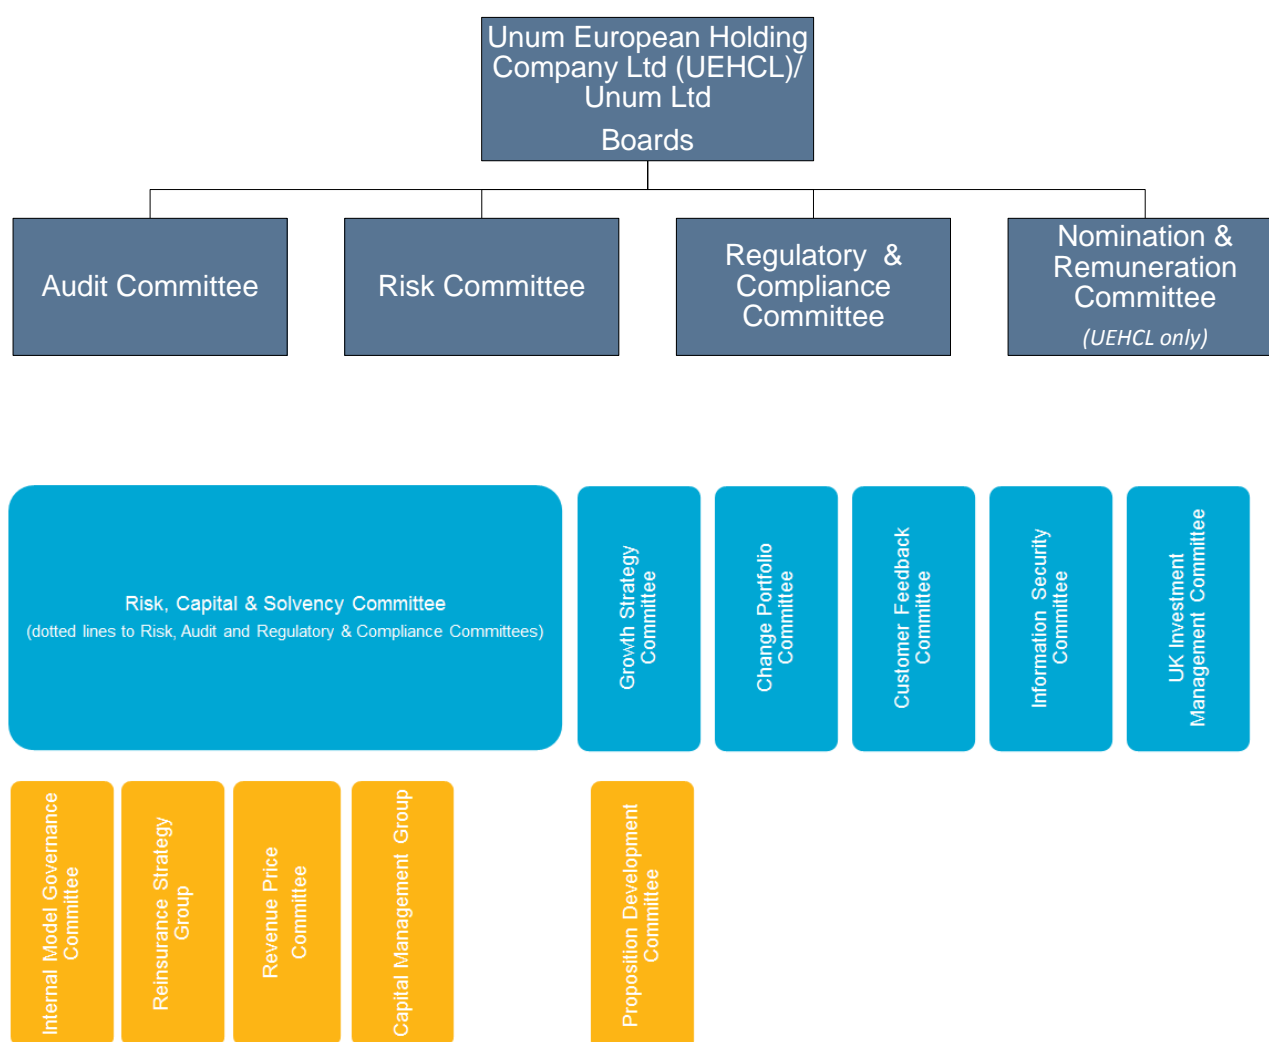 Unum European Holding
Company Ltd (UEHCL)/
Unum Ltd
Boards
Audit Committee
Risk Committee
Regulatory & 
Compliance
Committee
Nomination &
Remuneration
Committee
(UEHCL only)
Risk, Capital & Solvency Committee
(dotted lines to Risk, Audit and Regulatory & Compliance Committees)
Growth Strategy
Committee
Change Portfolio
Committee
Customer Feedback
Committee
Information Security
Committee
UK Investment
Management Committee
Internal Model Governance
Committee
Reinsurance Strategy
Group
Revenue Price
Committee
Capital Management Group
Proposition Development
Committee